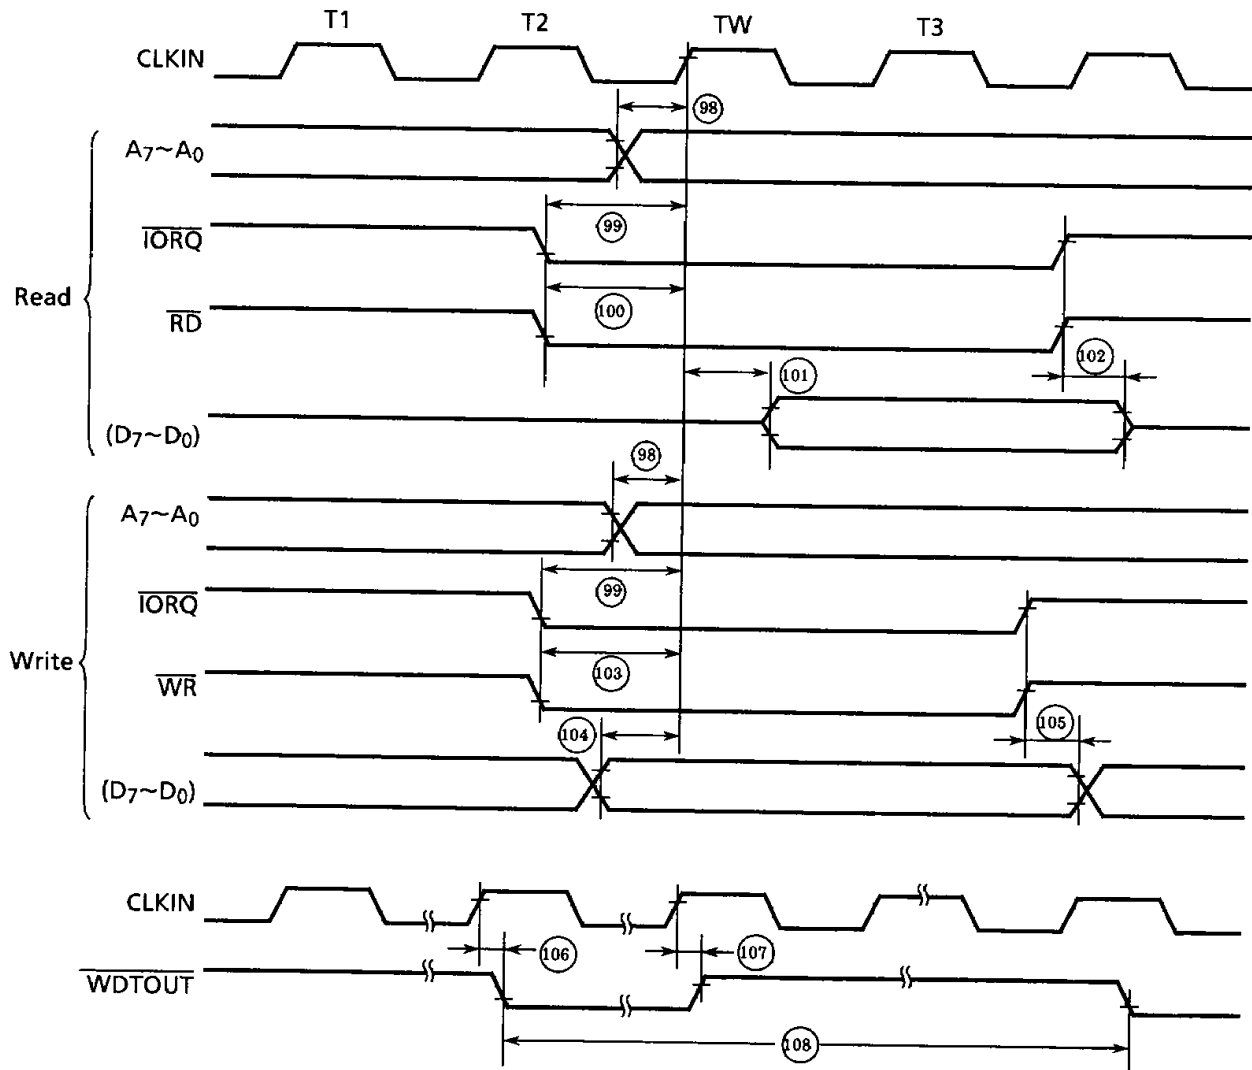 T1 T2 TW T3
CLKIN
98
A7~A0
99
IORQ
Read
100
RD
102
101
(D7~D0)
98
A7~A0
99
IORQ
Write
103
WR
104
105
(D7~D0)
CLKIN
106
107
WDTOUT
108